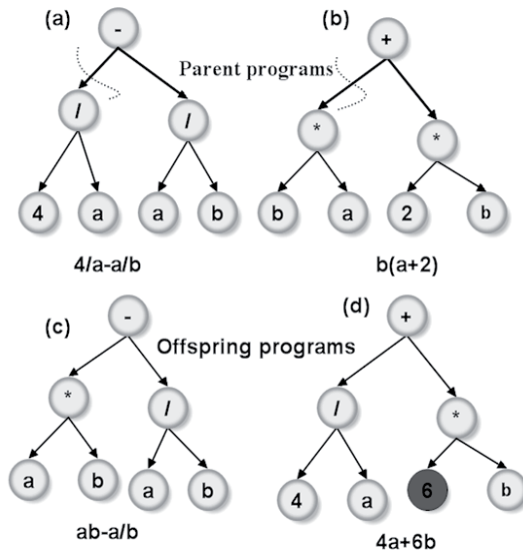 (a)
-
(b)
+
Parent programs
/
/
*
*
4
a
a
b
b
a
2
b
4/a-a/b
b(a+2)
(c)
-
Offspring programs
(d)
+
*
/
/
*
a
b
a
b
4
a
6
b
ab-a/b
4a+6b